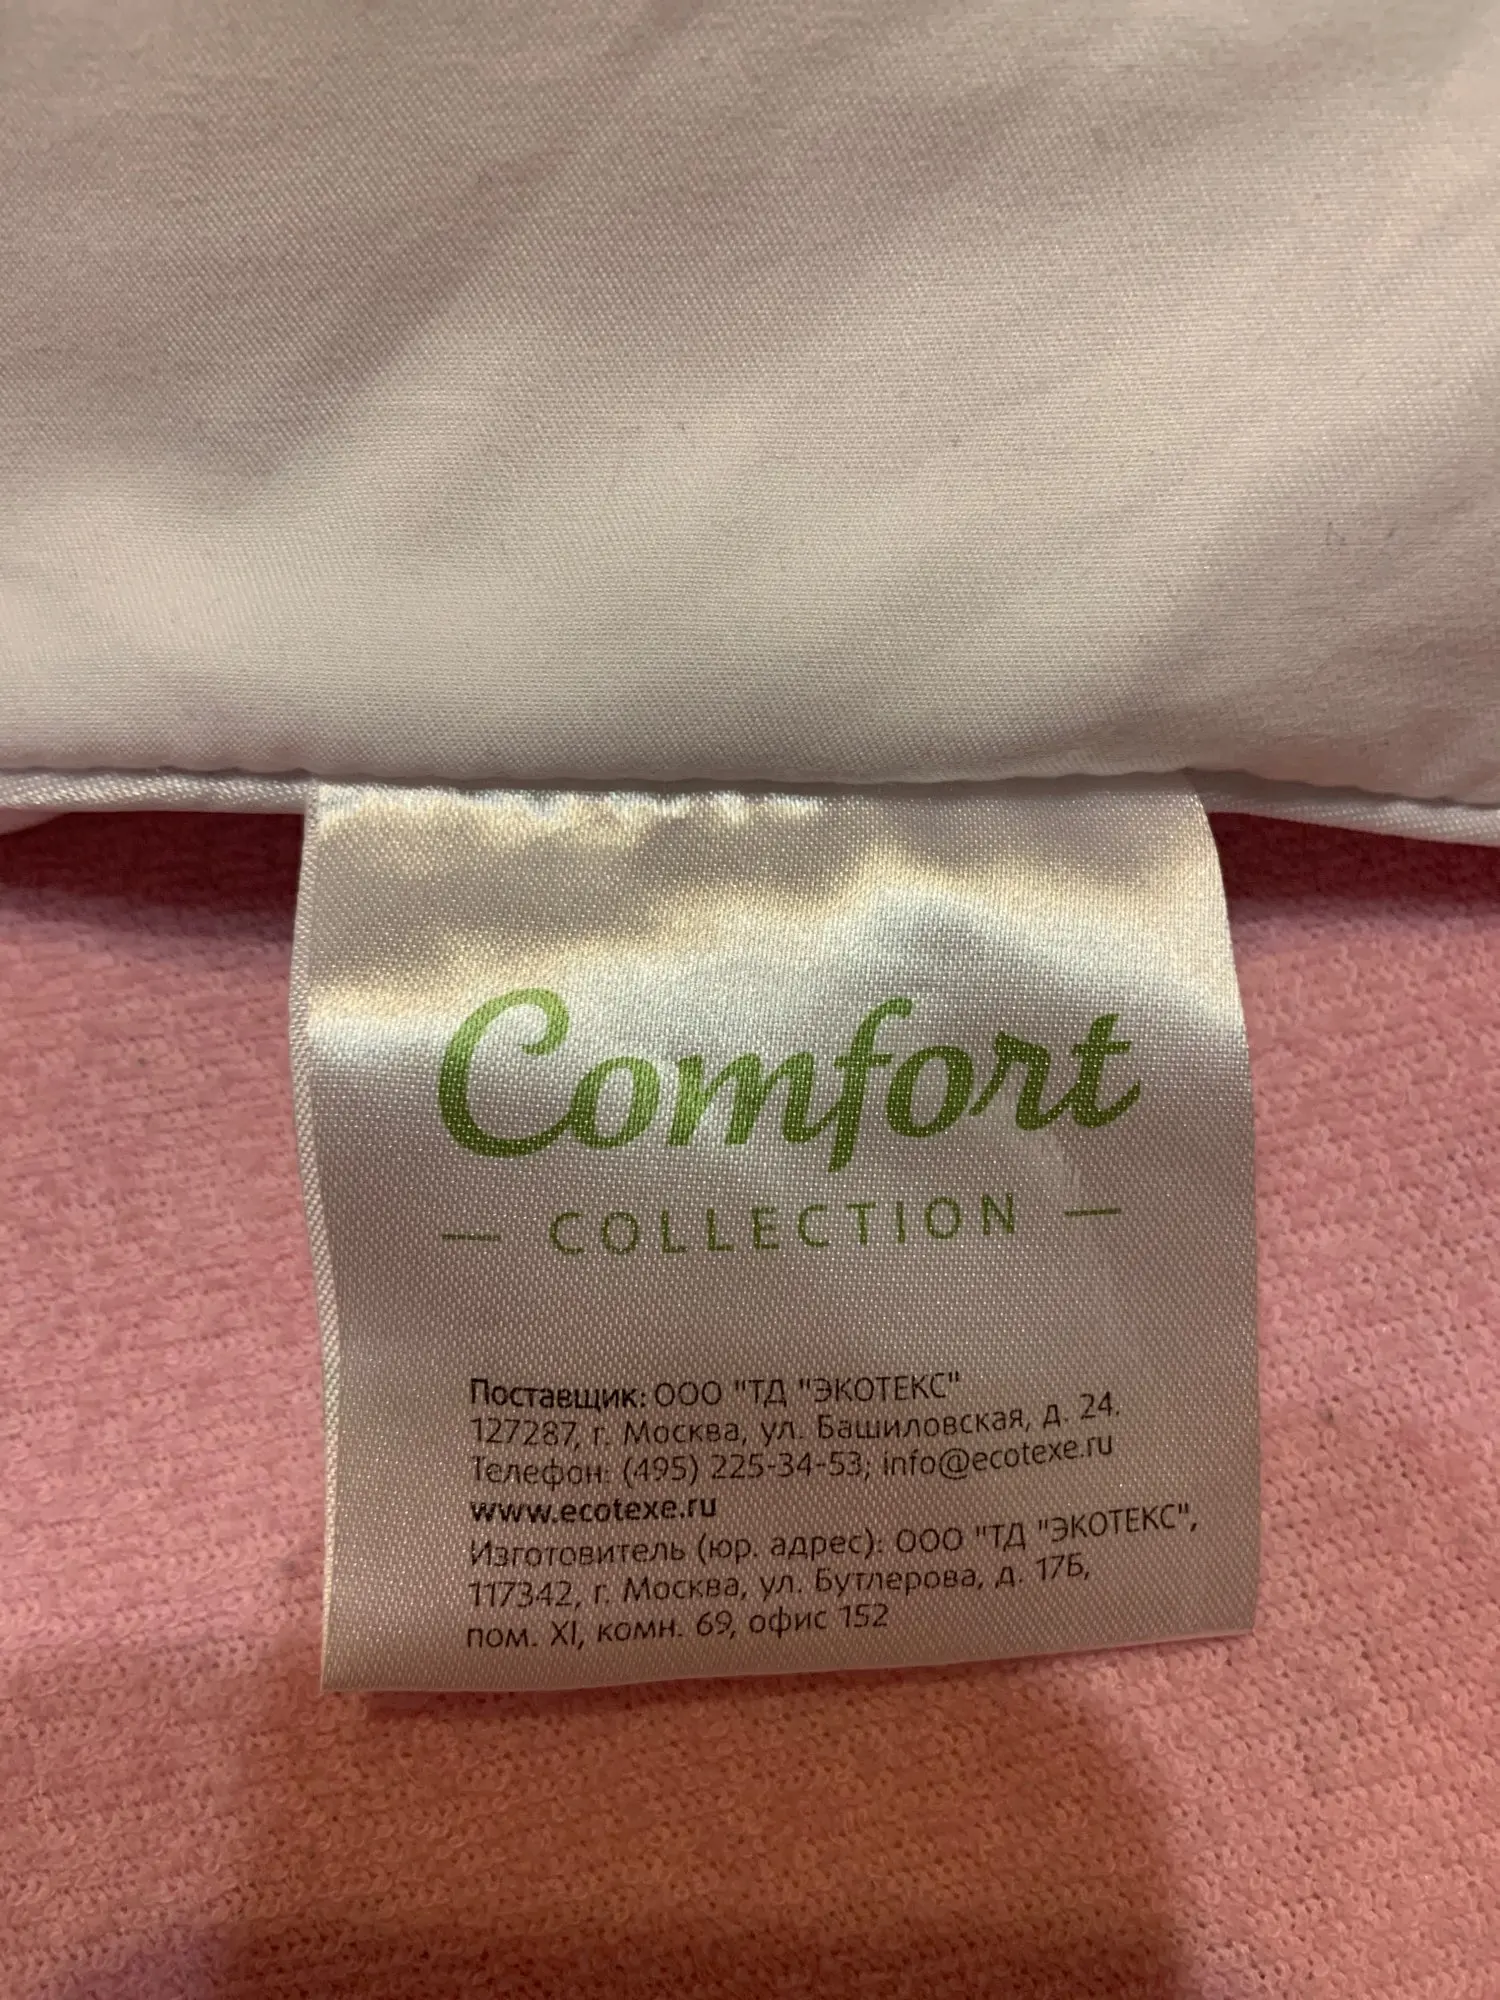 Comfort
— COLLECTION —
Поставщик: ООО "ТД "ЭКОТЕКС"
127287, г. Москва, ул. Башиловская, д. 24.
Телефон: (495) 225-34-53; info@ecotexe.ru
www.ecotexe.ru
Изготовитель (юр. адрес): ООО "ТД "ЭКОТЕКС",
117342, г. Москва, ул. Бутлерова, д. 17Б,
пом. XI, комн. 69, офис 152